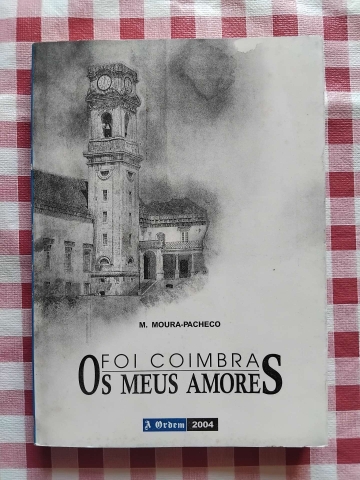 M. MOURA-PACHECO
FOI COIMBRA
OS MEUS AMORES
A Ordem 2004